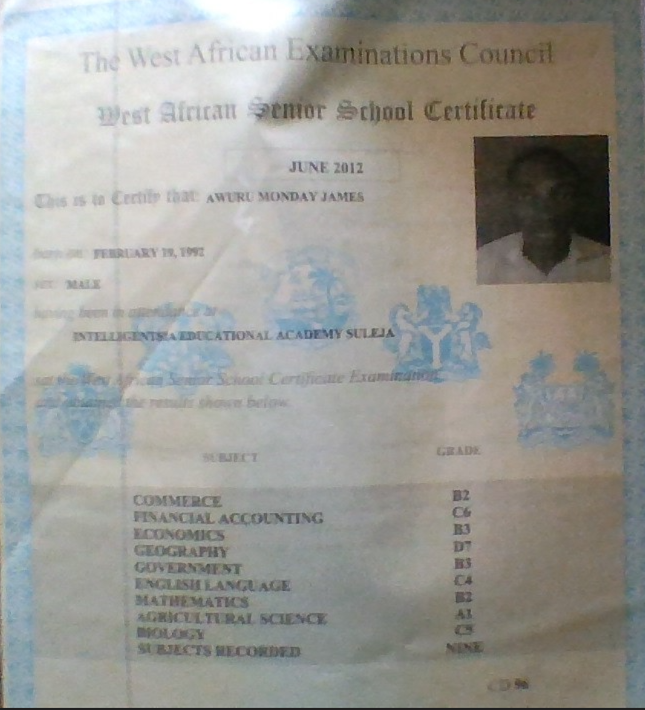 The West African Examinations Council
West African Senior School Certificate
JUNE 2012
This is to Certify that: AWURU MONDAY JAMES
born on: FEBRUARY 19, 1992
sex: MALE
having been in attendance at
INTELLIGENTSIA EDUCATIONAL ACADEMY SULEJA
sat the West African Senior School Certificate Examination
and obtained the results shown below.
SUBJECT GRADE
COMMERCE B2
FINANCIAL ACCOUNTING C6
ECONOMICS B3
GEOGRAPHY D7
GOVERNMENT B3
ENGLISH LANGUAGE C4
MATHEMATICS B2
AGRICULTURAL SCIENCE A1
BIOLOGY C5
SUBJECTS RECORDED NINE
CD 96